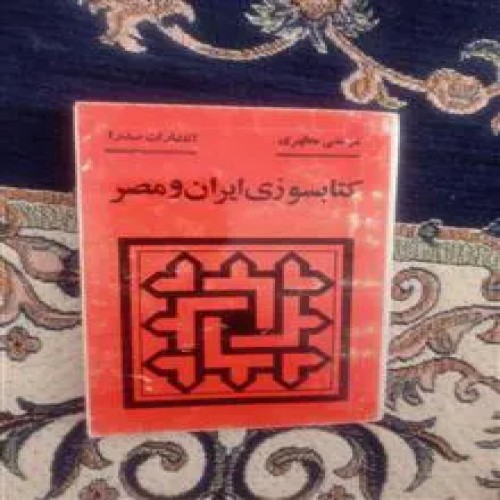 مرتضی مطهری
انتشارات صدرا
کتابسوزی ایران و مصر